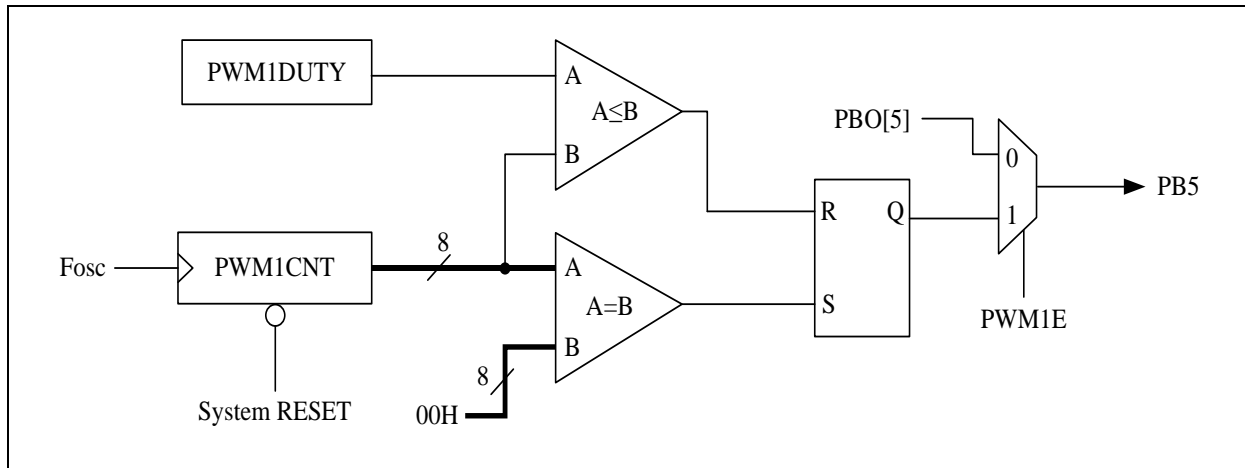 PWM1DUTY
A
A≤B
B
PBO[5]
0
1
PB5
R
Q
S
PWM1E
Fosc
PWM1CNT
8
A
A=B
B
8
00H
System RESET